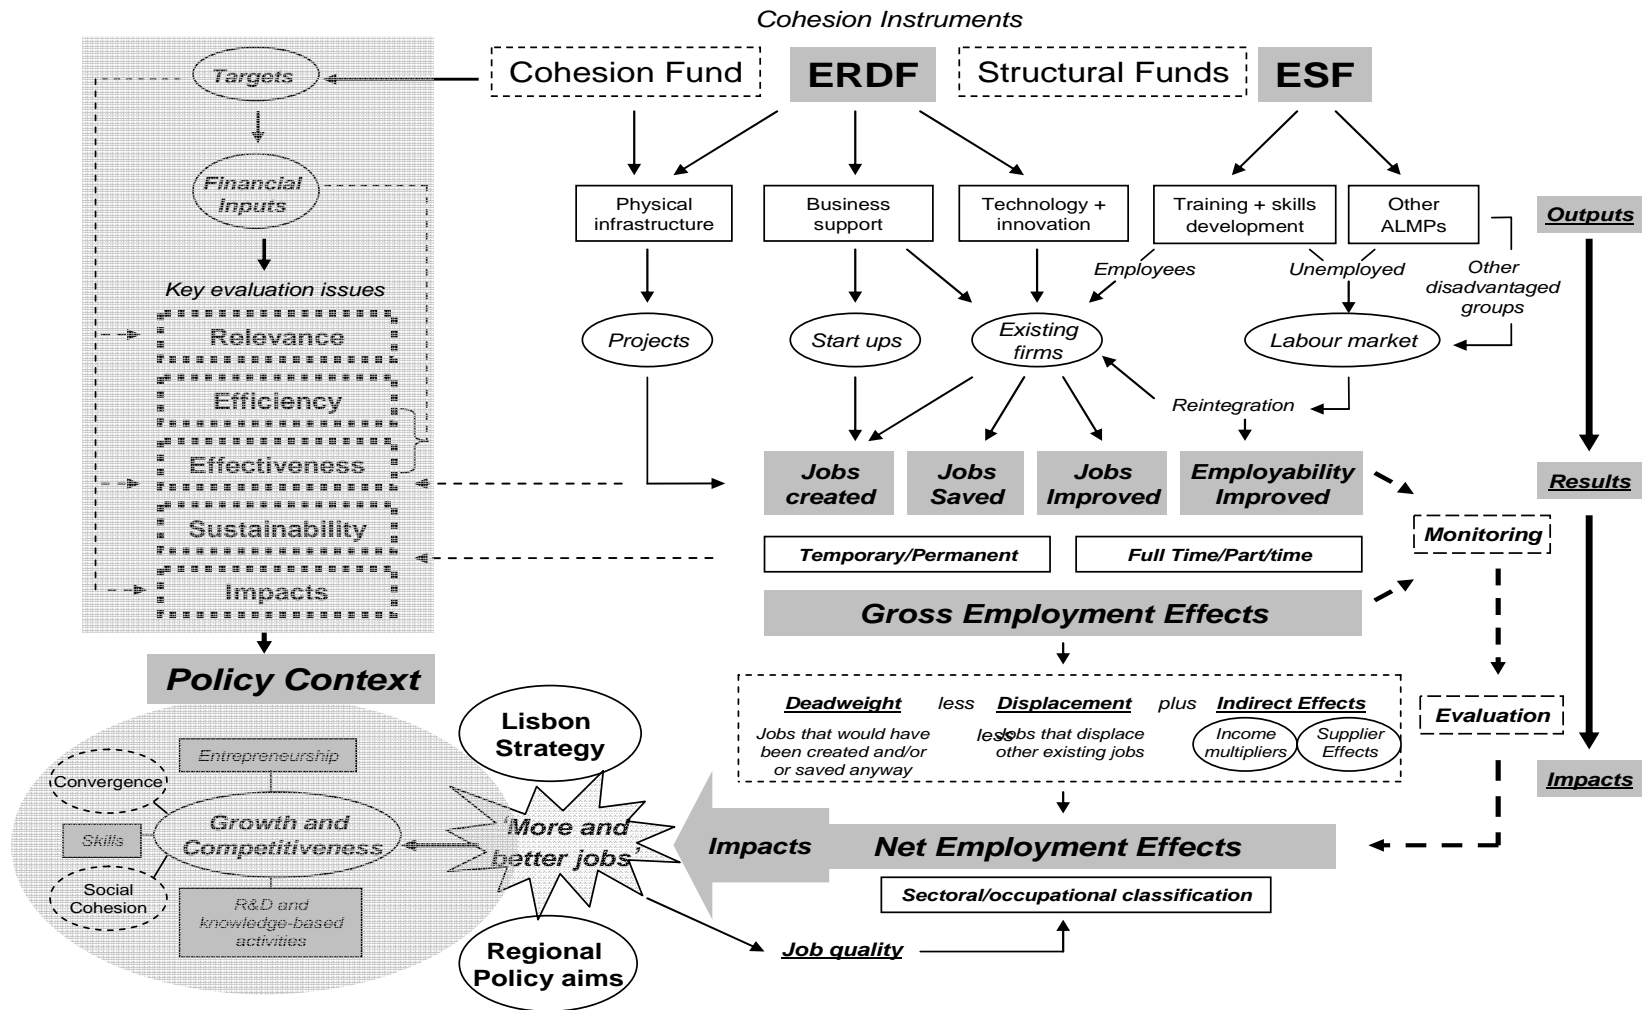 Cohesion Instruments
Cohesion Fund
ERDF
Structural Funds
ESF
Targets
Financial
Inputs
Key evaluation issues
Relevance
Efficiency
Effectiveness
Sustainability
Impacts
Physical
infrastructure
Business
support
Technology +
innovation
Training + skills
development
Other
ALMPs
Outputs
Employees
Unemployed
Other
disadvantaged
groups
Projects
Start ups
Existing
firms
Labour market
Reintegration
Jobs
created
Jobs
Saved
Jobs
Improved
Employability
Improved
Results
Monitoring
Temporary/Permanent
Full Time/Part/time
Gross Employment Effects
Deadweight
less
Displacement
plus
Indirect Effects
Jobs that would have
been created and/or
or saved anyway
less
Jobs that displace
other existing jobs
Income
multipliers
Supplier
Effects
Evaluation
Impacts
Policy Context
Lisbon
Strategy
Entrepreneurship
Convergence
Growth and
Competitiveness
Skills
Social
Cohesion
R&D and
knowledge-based
activities
'More and
better jobs'
Impacts
Net Employment Effects
Sectoral/occupational classification
Regional
Policy aims
Job quality